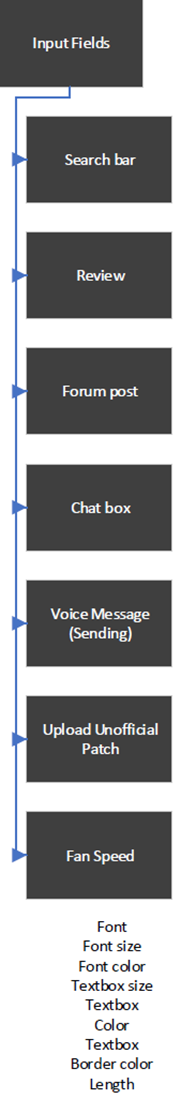 Input Fields
Search bar
Review
Forum post
Chat box
Voice Message
(Sending)
Upload Unofficial
Patch
Fan Speed
Font
Font size
Font color
Textbox size
Textbox
Color
Textbox
Border color
Length